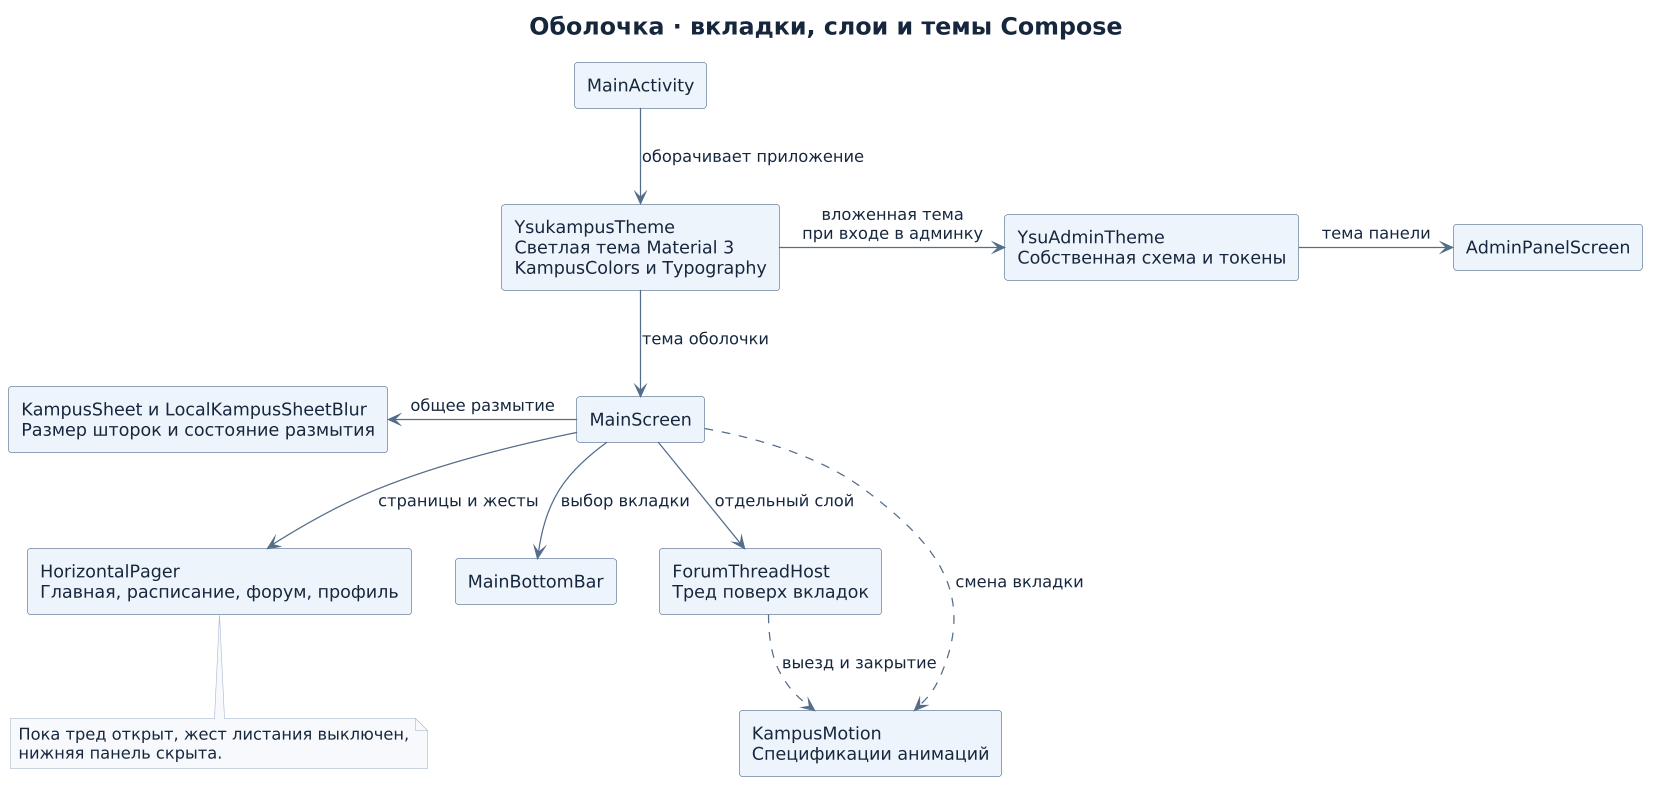 Оболочка · вкладки, слои и темы Compose
MainActivity
оборачивает приложение
YsukampusTheme
Светлая тема Material 3
KampusColors и Typography
вложенная тема
при входе в админку
YsuAdminTheme
Собственная схема и токены
тема панели
AdminPanelScreen
тема оболочки
KampusSheet и LocalKampusSheetBlur
Размер шторок и состояние размытия
общее размытие
MainScreen
страницы и жесты
выбор вкладки
отдельный слой
смена вкладки
HorizontalPager
Главная, расписание, форум, профиль
MainBottomBar
ForumThreadHost
Тред поверх вкладок
выезд и закрытие
Пока тред открыт, жест листания выключен,
нижняя панель скрыта.
KampusMotion
Спецификации анимаций